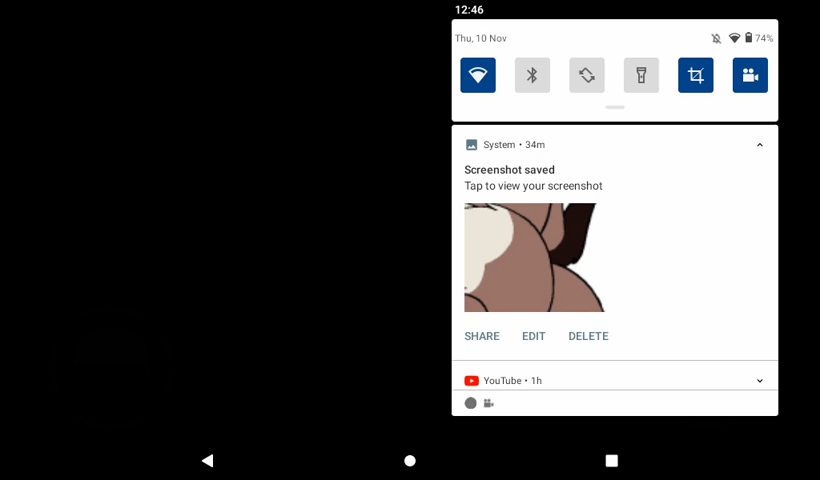 12:46
Thu, 10 Nov 74%
System • 34m
Screenshot saved
Tap to view your screenshot
SHARE EDIT DELETE
YouTube • 1h